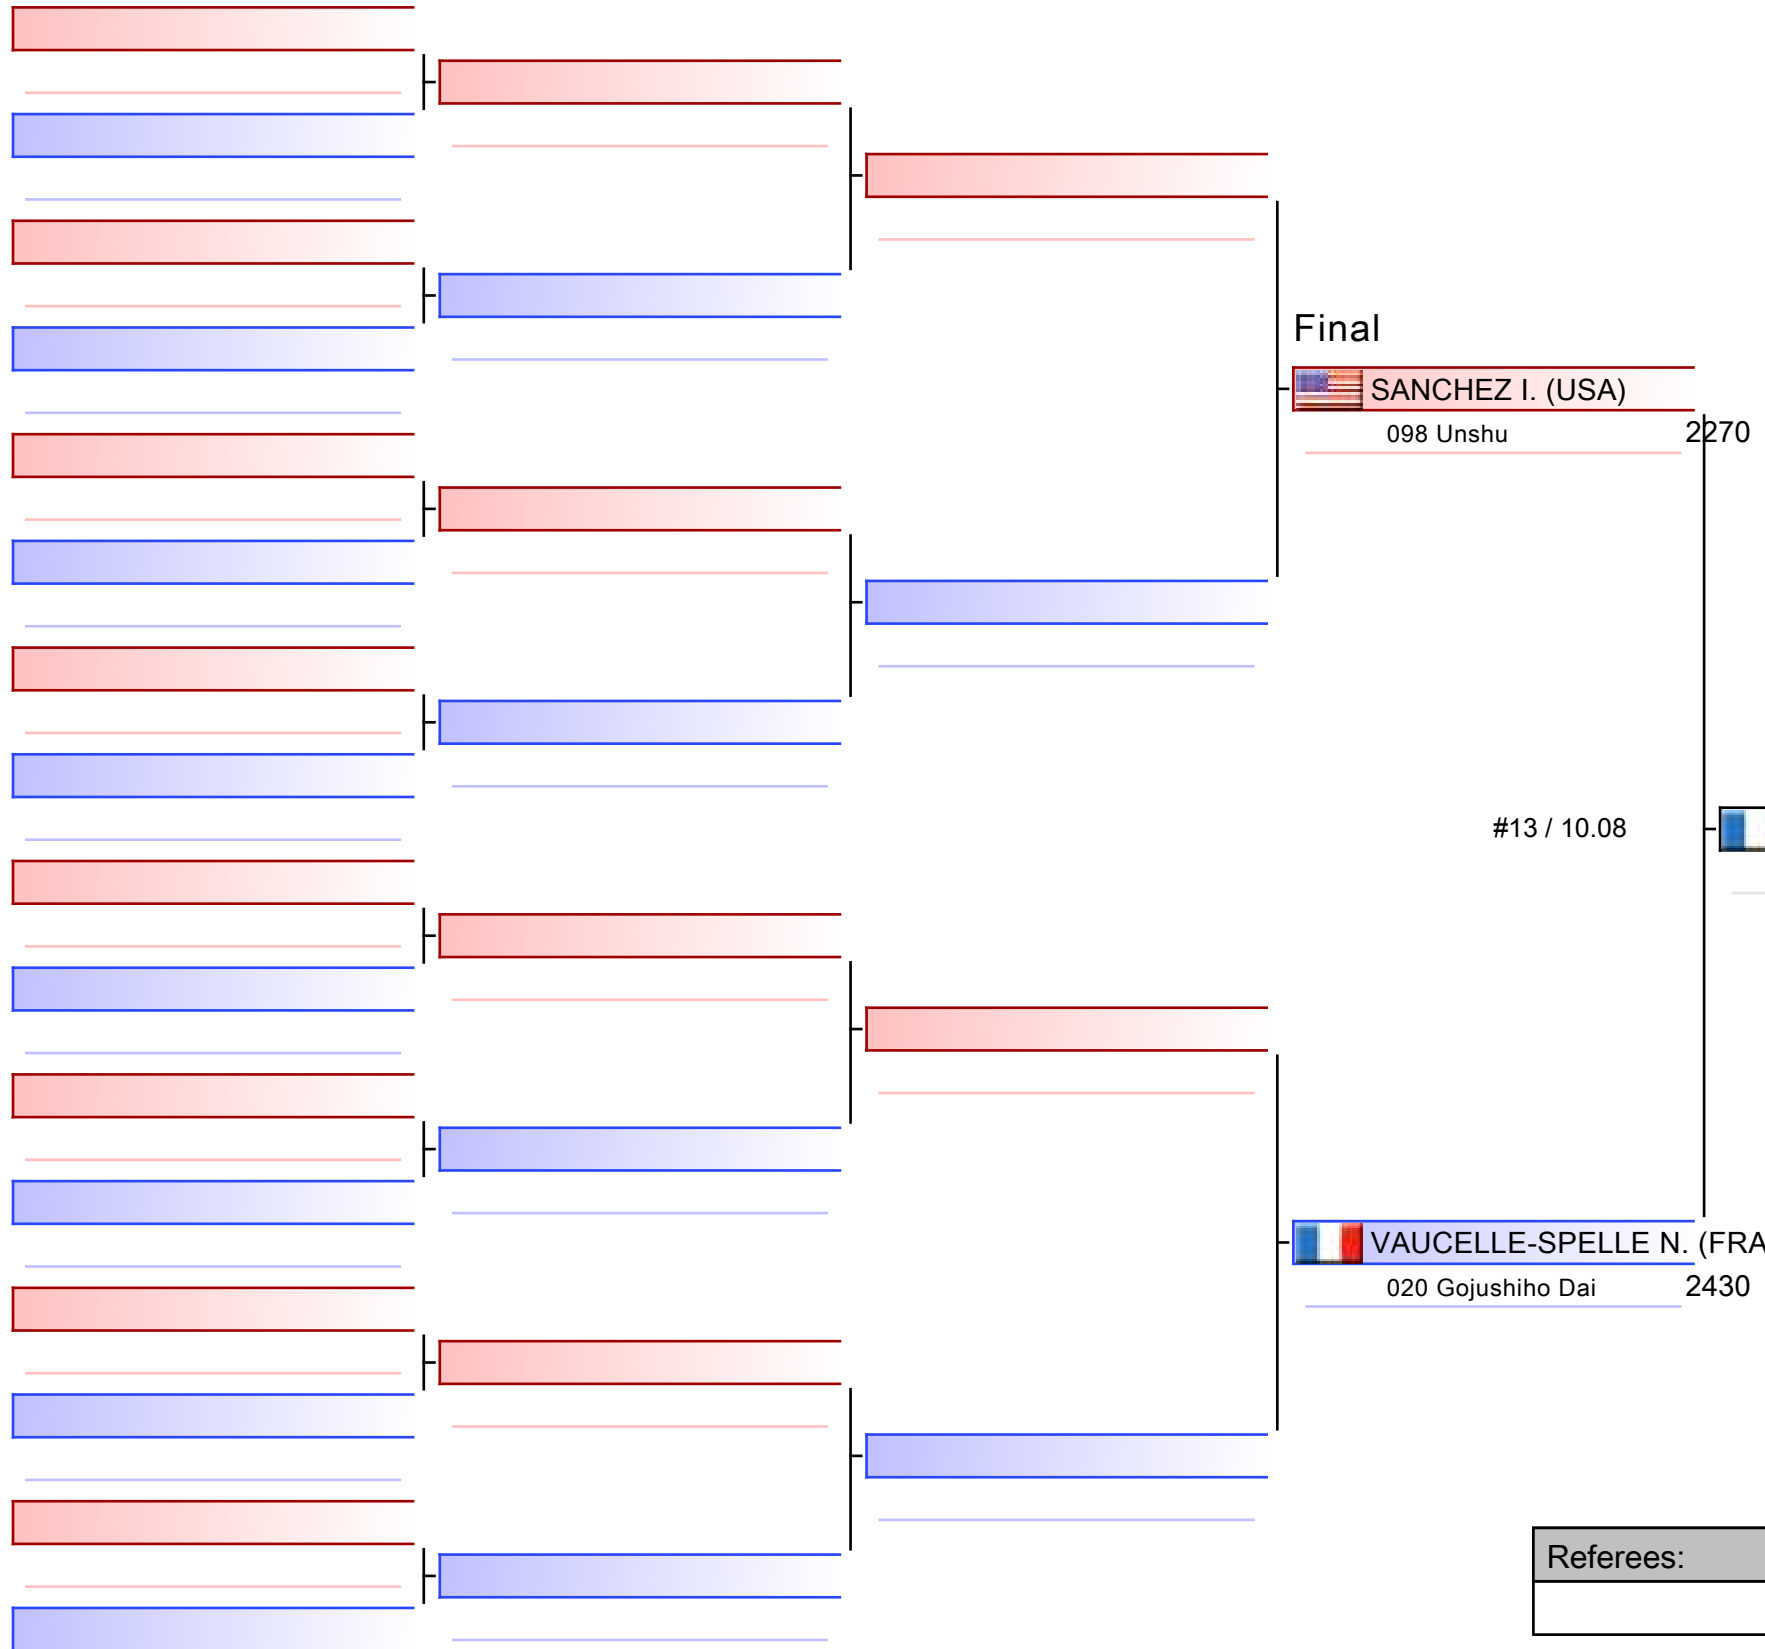 Final
SANCHEZ I. (USA)
098 Unshu 2270
#13 / 10.08
VAUCELLE-SPELLE N. (FRA
020 Gojushiho Dai 2430
Referees: